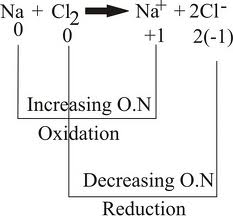 Na + Cl₂ → Na⁺ + 2Cl⁻
0 0 +1 2(-1)
Increasing O.N
Oxidation
Decreasing O.N
Reduction